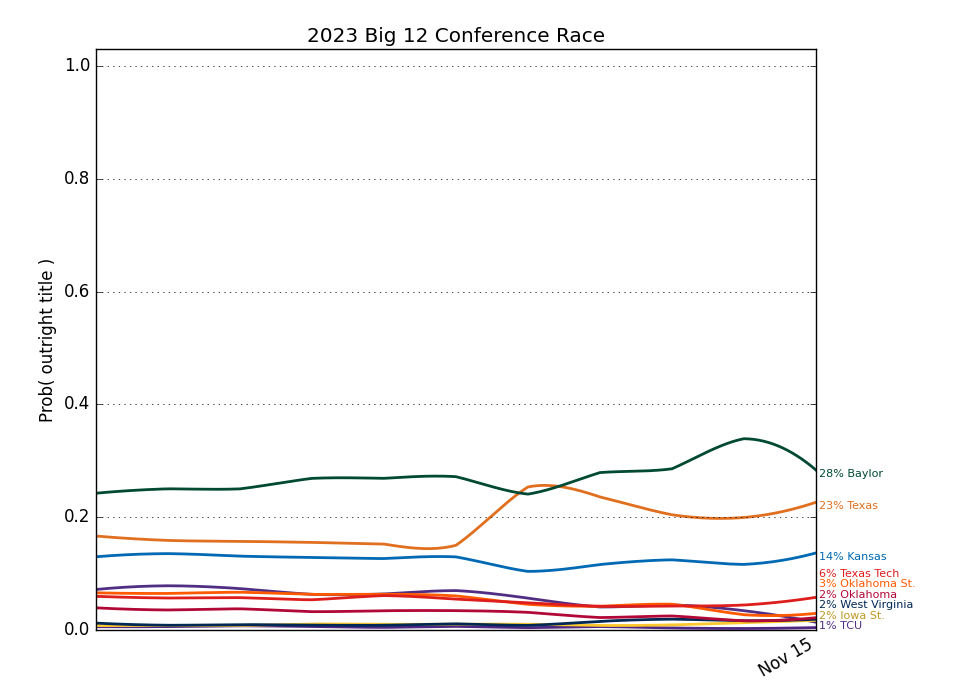 2023 Big 12 Conference Race
1.0
0.8
0.6
0.4
0.2
0.0
Prob( outright title )
28% Baylor
23% Texas
14% Kansas
6% Texas Tech
3% Oklahoma St.
2% Oklahoma
2% West Virginia
2% Iowa St.
1% TCU
Nov 15